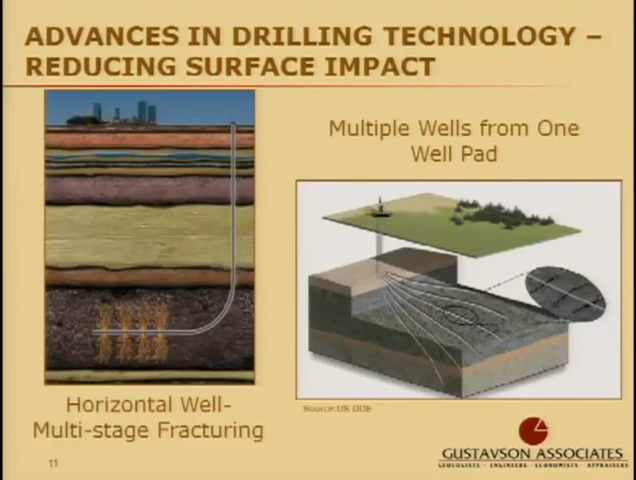 ADVANCES IN DRILLING TECHNOLOGY –
REDUCING SURFACE IMPACT
Multiple Wells from One
Well Pad
Horizontal Well-
Multi-stage Fracturing
Source:US DOE
11
GUSTAVSON ASSOCIATES
GEOLOGISTS · ENGINEERS · ECONOMISTS · APPRAISERS